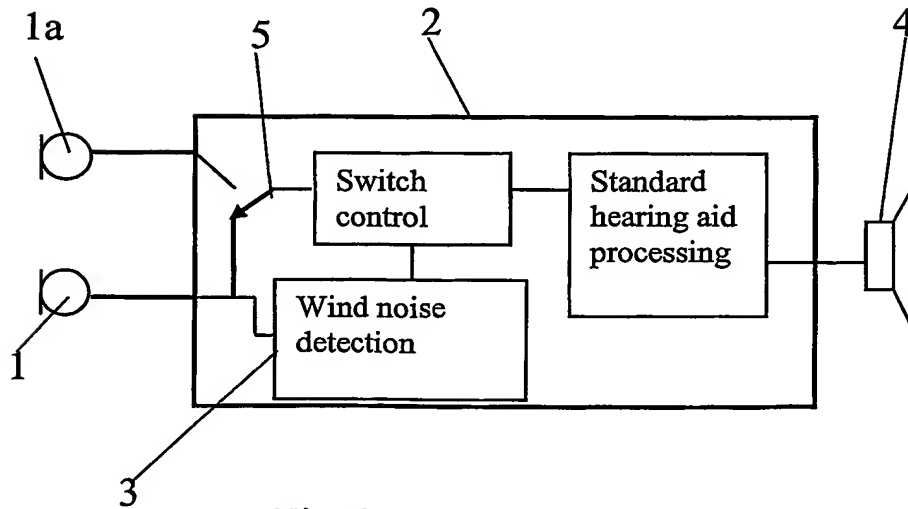 1a
5
2
4
Switch
control
Standard
hearing aid
processing
Wind noise
detection
1
3